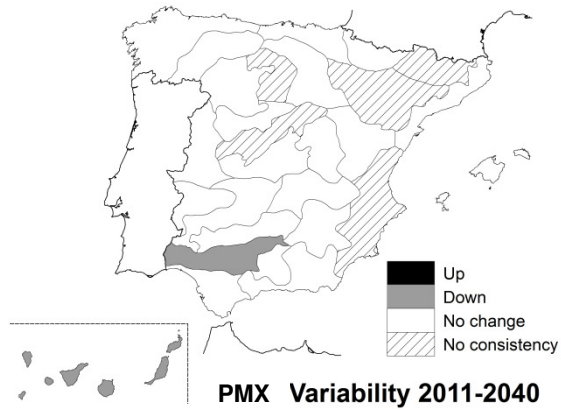 Up
Down
No change
No consistency
PMX Variability 2011-2040